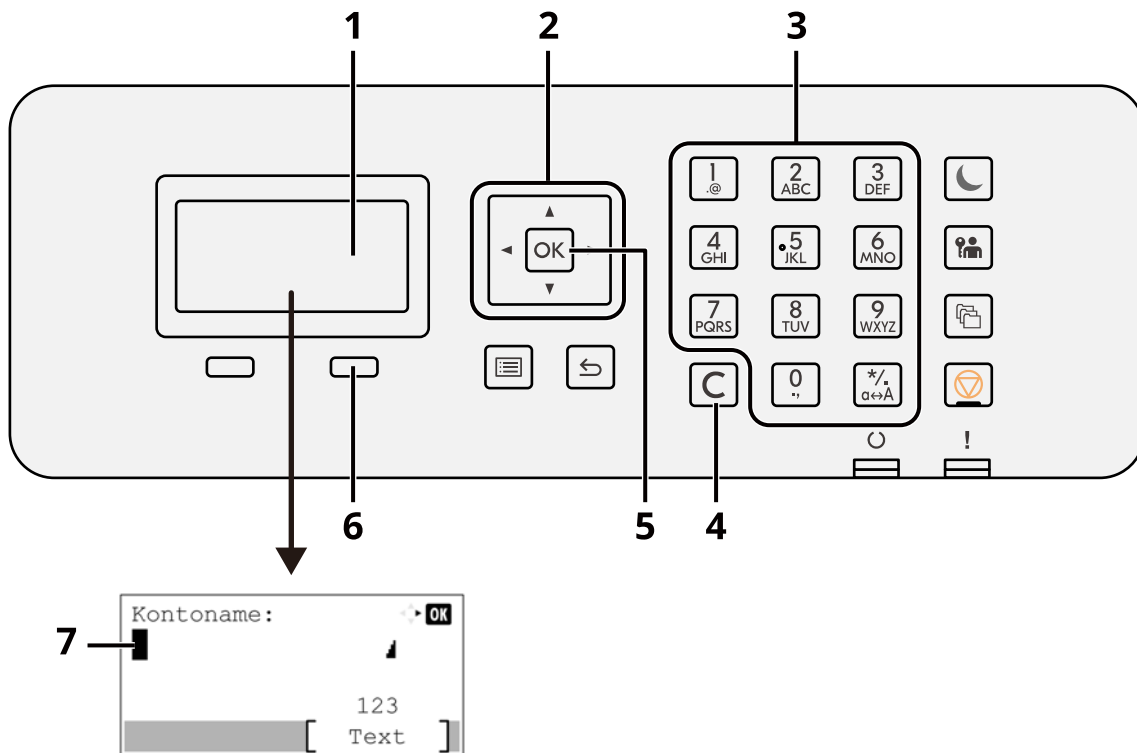 1 2 3
1 2 3
.@ ABC DEF
OK
4 5 6
GHI JKL MNO
7 8 9
PQRS TUV WXYZ
C 0 */.
., a↔A
!
6 5 4
Kontoname: OK
7
123
[ Text ]